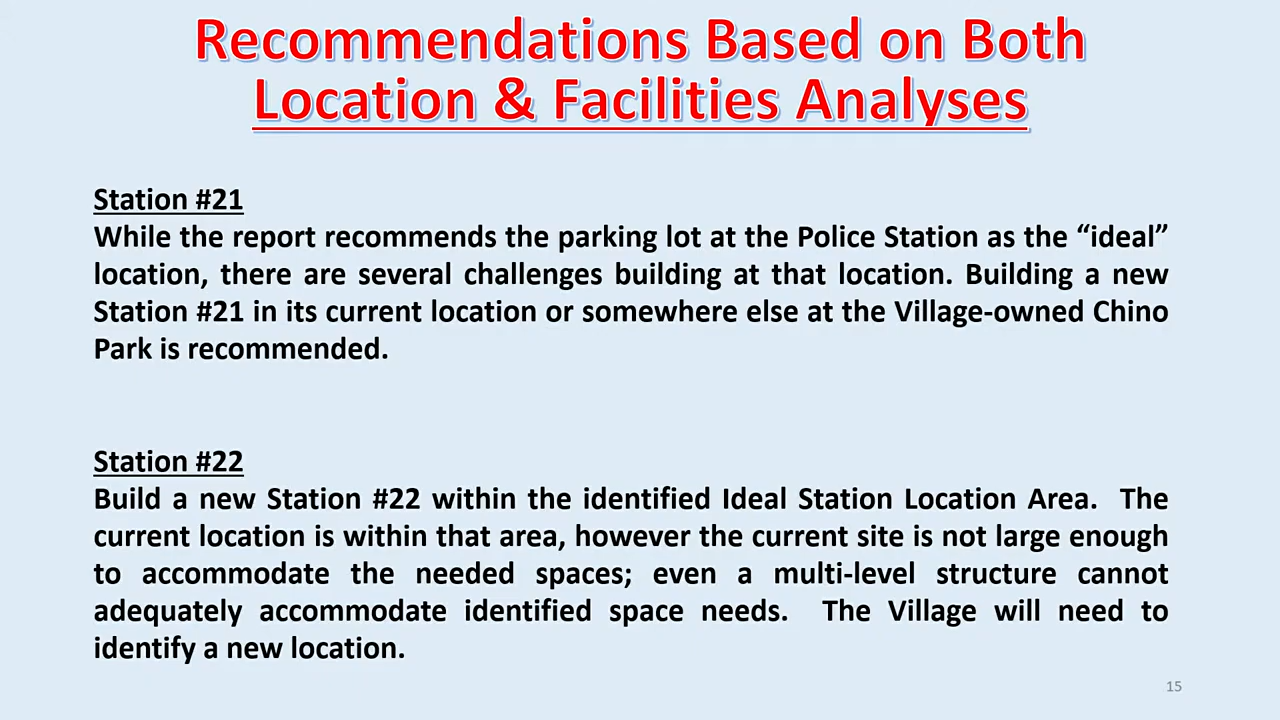 Recommendations Based on Both
Location & Facilities Analyses
Station #21
While the report recommends the parking lot at the Police Station as the “ideal”
location, there are several challenges building at that location. Building a new
Station #21 in its current location or somewhere else at the Village-owned Chino
Park is recommended.
Station #22
Build a new Station #22 within the identified Ideal Station Location Area.  The
current location is within that area, however the current site is not large enough
to accommodate the needed spaces; even a multi-level structure cannot
adequately accommodate identified space needs.  The Village will need to
identify a new location.
15